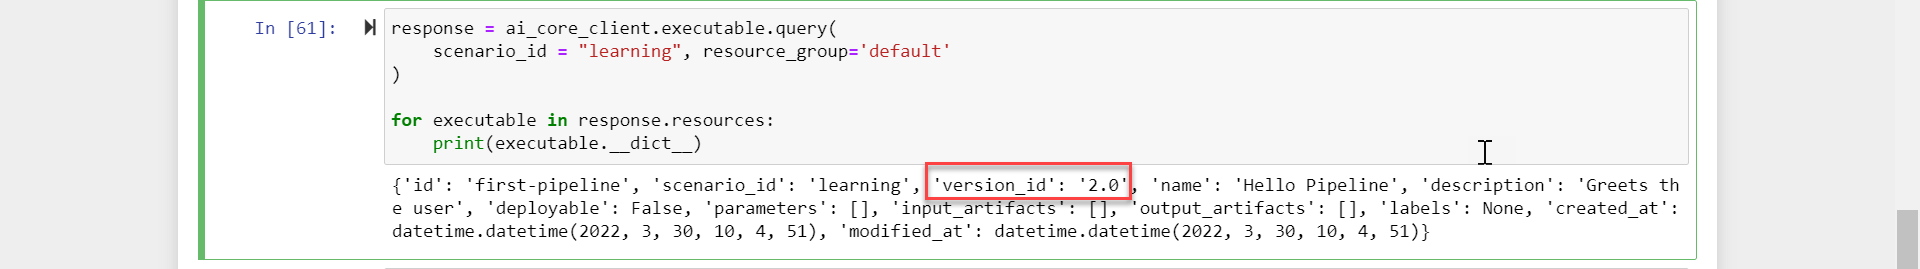 In [61]:
response = ai_core_client.executable.query(
    scenario_id = "learning", resource_group='default'
)
for executable in response.resources:
    print(executable.__dict__)
{'id': 'first-pipeline', 'scenario_id': 'learning', 'version_id': '2.0', 'name': 'Hello Pipeline', 'description': 'Greets th
e user', 'deployable': False, 'parameters': [], 'input_artifacts': [], 'output_artifacts': [], 'labels': None, 'created_at':
datetime.datetime(2022, 3, 30, 10, 4, 51), 'modified_at': datetime.datetime(2022, 3, 30, 10, 4, 51)}